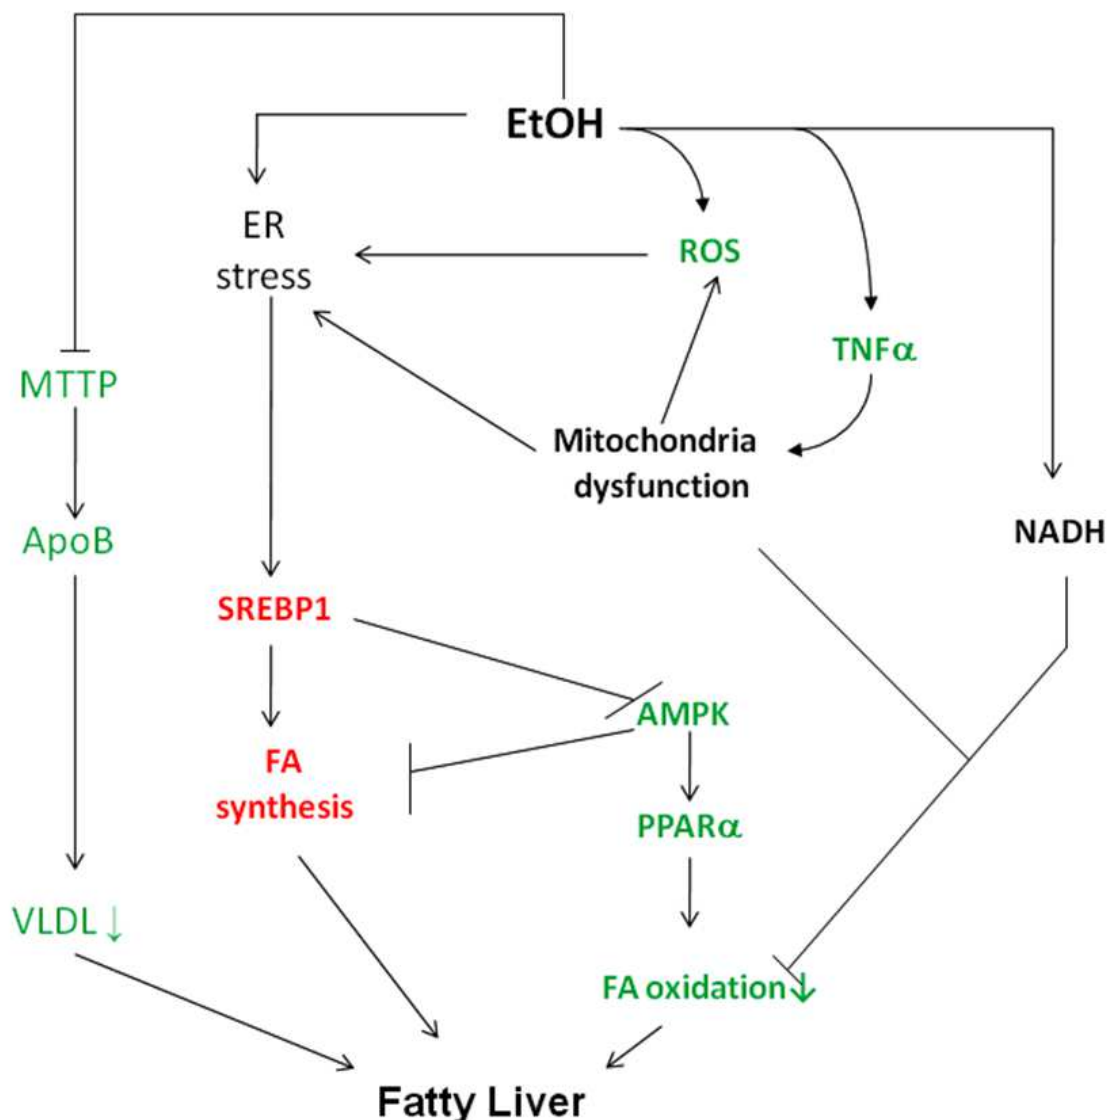 EtOH
ER
stress
ROS
TNFα
MTTP
Mitochondria
dysfunction
ApoB
NADH
SREBP1
AMPK
FA
synthesis
PPARα
VLDL↓
FA oxidation↓
Fatty Liver